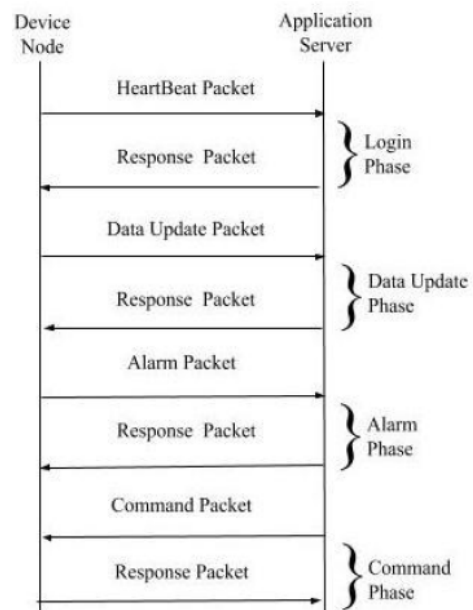 Device
Node
Application
Server
HeartBeat Packet
Login
Phase
Response Packet
Data Update Packet
Data Update
Phase
Response Packet
Alarm Packet
Response Packet
Alarm
Phase
Command Packet
Response Packet
Command
Phase